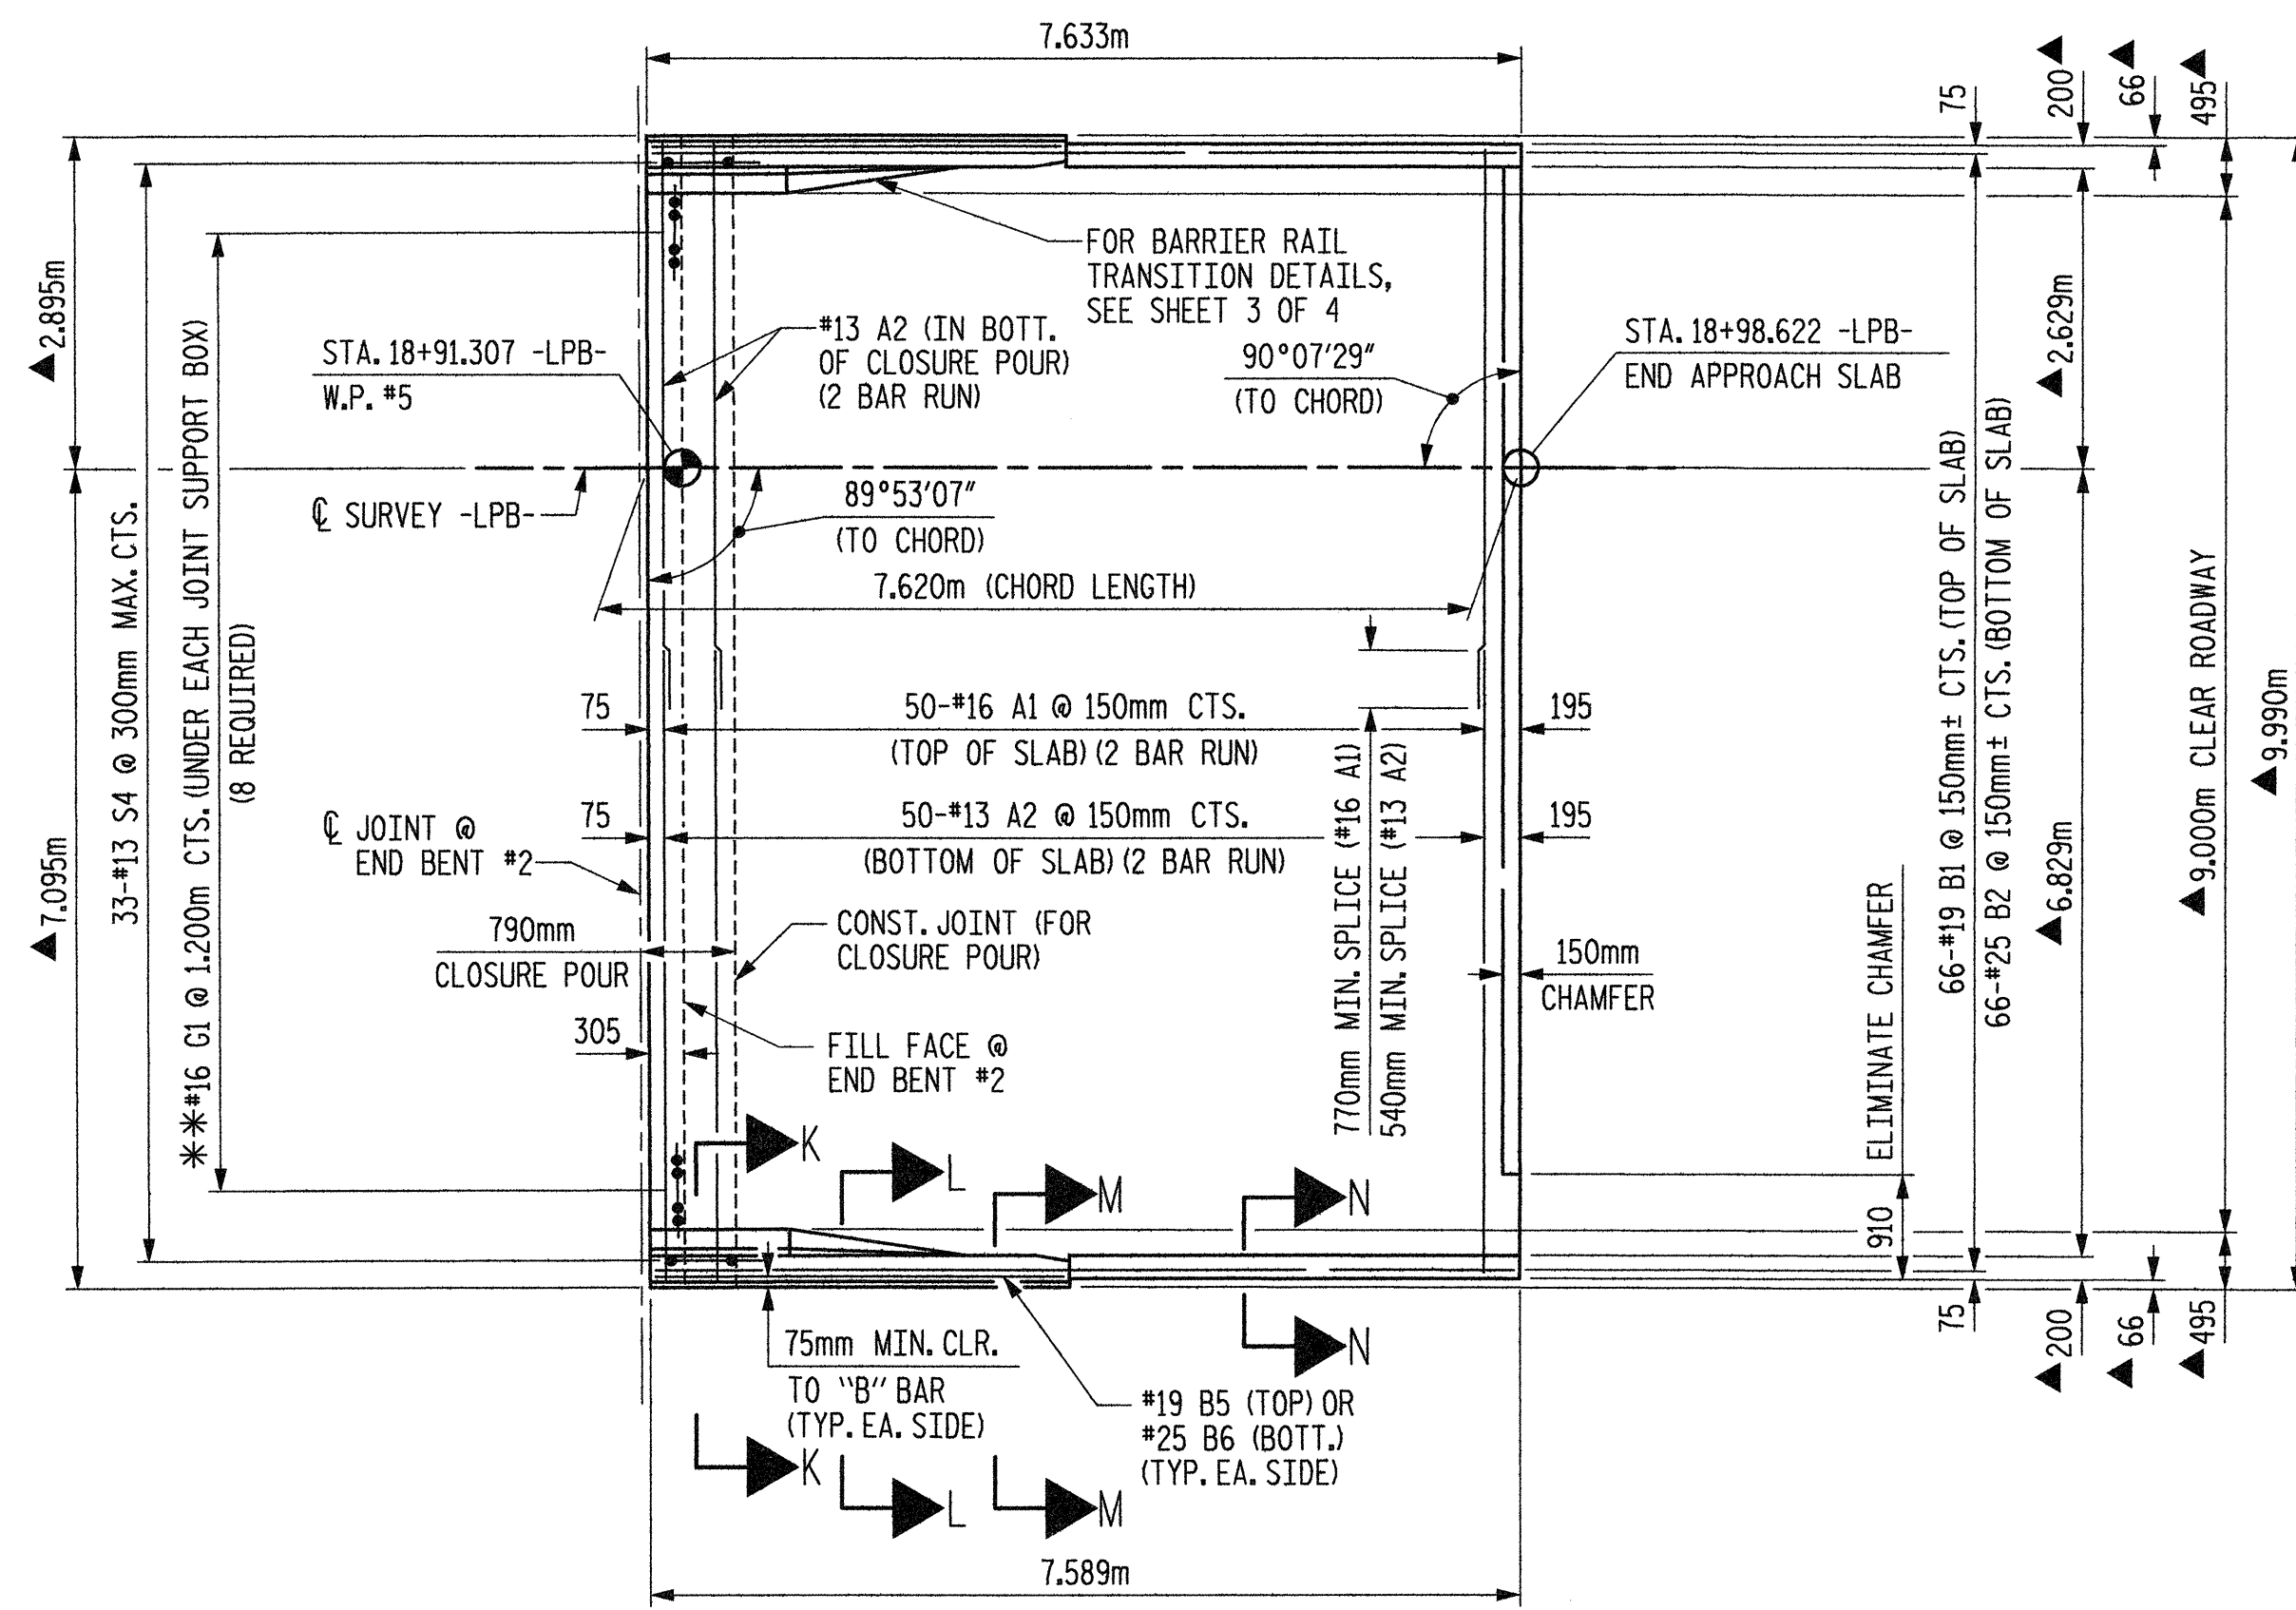 7.633m
75
▲200
▲66
▲495
FOR BARRIER RAIL
TRANSITION DETAILS,
SEE SHEET 3 OF 4
#13 A2 (IN BOTT.
OF CLOSURE POUR)
(2 BAR RUN)
90°07'29"
(TO CHORD)
STA. 18+98.622 -LPB-
END APPROACH SLAB
STA. 18+91.307 -LPB-
W.P. #5
▲2.895m
▲2.629m
℄ SURVEY -LPB-
89°53'07"
(TO CHORD)
7.620m (CHORD LENGTH)
33-#13 S4 @ 300mm MAX. CTS.
**#16 G1 @ 1.200m CTS. (UNDER EACH JOINT SUPPORT BOX)
(8 REQUIRED)
75
50-#16 A1 @ 150mm CTS.
195
(TOP OF SLAB) (2 BAR RUN)
75
50-#13 A2 @ 150mm CTS.
195
(BOTTOM OF SLAB) (2 BAR RUN)
℄ JOINT @
END BENT #2
▲7.095m
790mm
CLOSURE POUR
CONST. JOINT (FOR
CLOSURE POUR)
305
FILL FACE @
END BENT #2
770mm MIN. SPLICE (#16 A1)
540mm MIN. SPLICE (#13 A2)
150mm
CHAMFER
910
ELIMINATE CHAMFER
66-#19 B1 @ 150mm± CTS. (TOP OF SLAB)
66-#25 B2 @ 150mm± CTS. (BOTTOM OF SLAB)
▲6.829m
▲9.000m CLEAR ROADWAY
▲9.990m
K
L
M
N
75mm MIN. CLR.
TO "B" BAR
(TYP. EA. SIDE)
#19 B5 (TOP) OR
#25 B6 (BOTT.)
(TYP. EA. SIDE)
N
K
L
M
75
▲200
▲66
▲495
7.589m